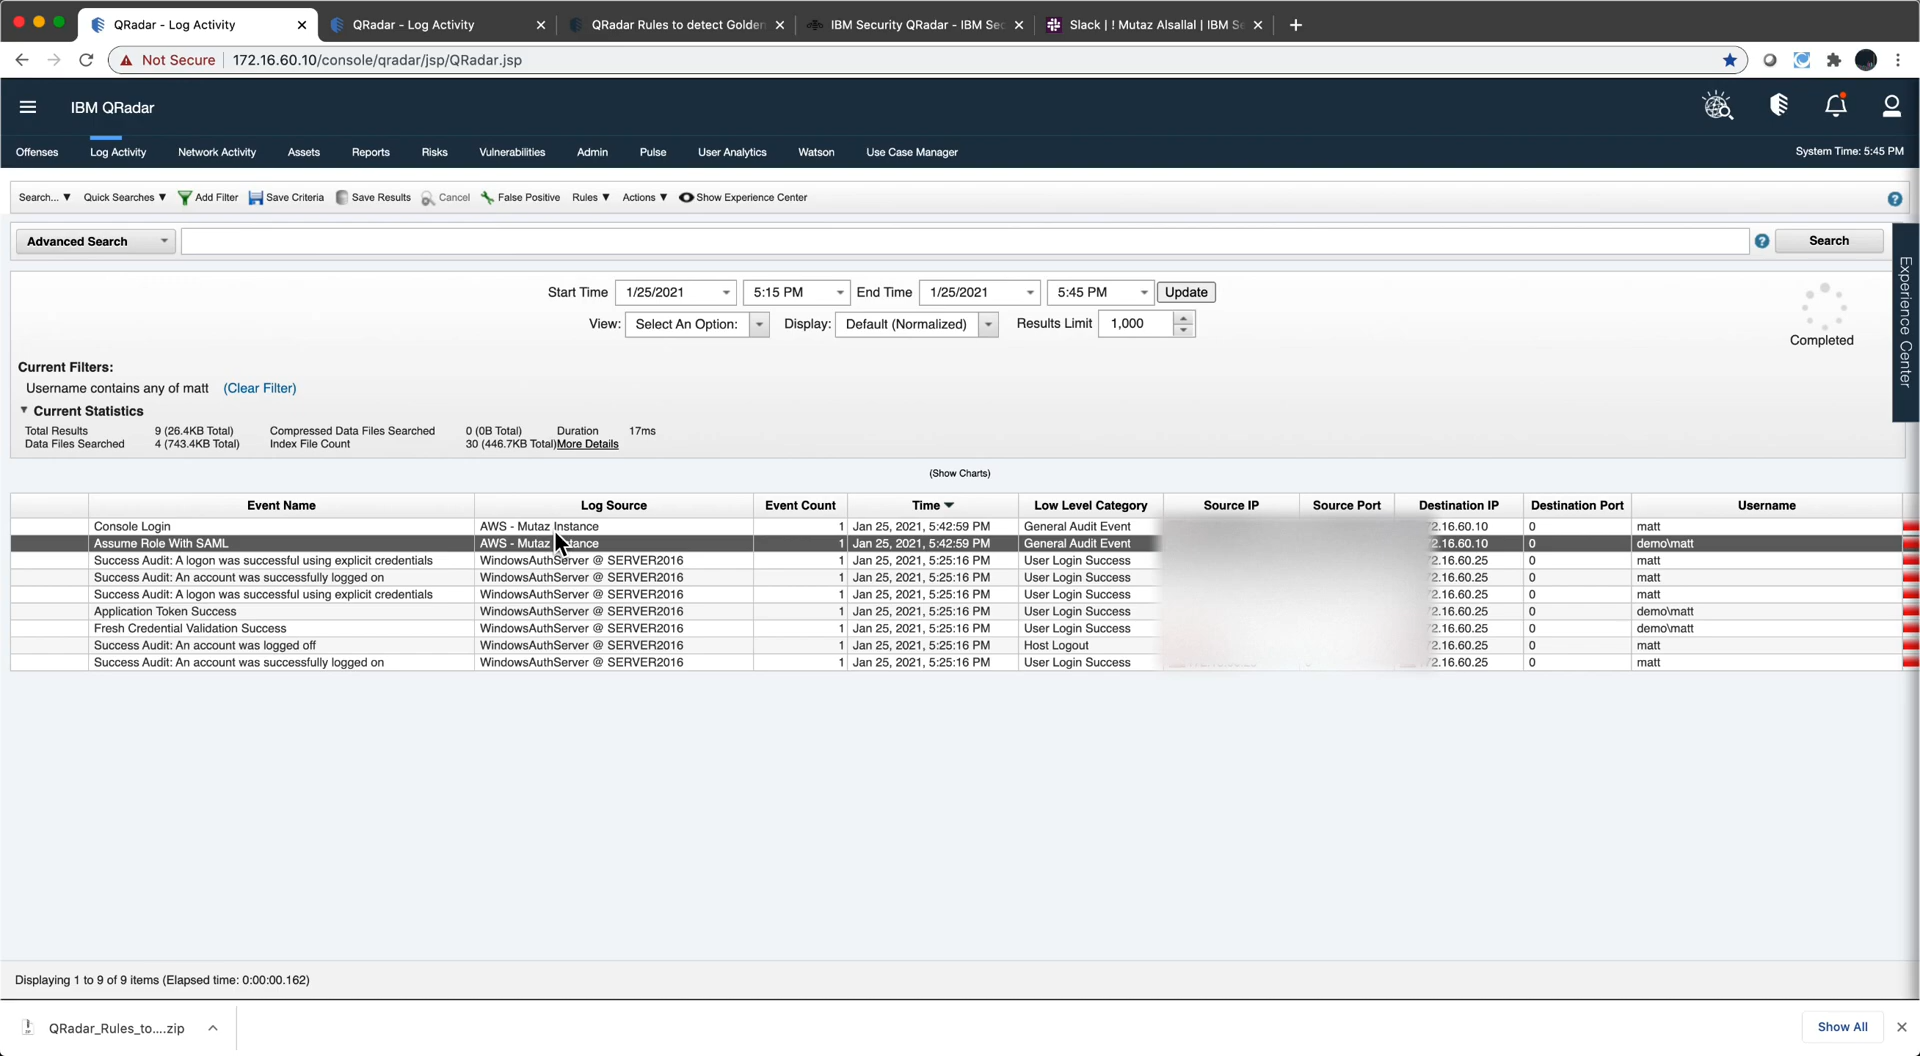 QRadar - Log Activity
QRadar - Log Activity
QRadar Rules to detect Golden
IBM Security QRadar - IBM Sec
Slack | ! Mutaz Alsallal | IBM Se
Not Secure 172.16.60.10/console/qradar/jsp/QRadar.jsp
IBM QRadar
Offenses Log Activity Network Activity Assets Reports Risks Vulnerabilities Admin Pulse User Analytics Watson Use Case Manager System Time: 5:45 PM
Search... Quick Searches Add Filter Save Criteria Save Results Cancel False Positive Rules Actions Show Experience Center
Advanced Search Search
Experience Center
Start Time 1/25/2021 5:15 PM End Time 1/25/2021 5:45 PM Update
View: Select An Option: Display: Default (Normalized) Results Limit 1,000
Completed
Current Filters:
Username contains any of matt (Clear Filter)
Current Statistics
Total Results 9 (26.4KB Total) Compressed Data Files Searched 0 (0B Total) Duration 17ms
Data Files Searched 4 (743.4KB Total) Index File Count 30 (446.7KB Total) More Details
(Show Charts)
Event Name Log Source Event Count Time Low Level Category Source IP Source Port Destination IP Destination Port Username
Console Login AWS - Mutaz Instance 1 Jan 25, 2021, 5:42:59 PM General Audit Event 2.16.60.10 0 matt
Assume Role With SAML AWS - Mutaz 1 Jan 25, 2021, 5:42:59 PM General Audit Event 2.16.60.10 0 demo\matt
Success Audit: A logon was successful using explicit credentials WindowsAuthServer @ SERVER2016 1 Jan 25, 2021, 5:25:16 PM User Login Success 2.16.60.25 0 matt
Success Audit: An account was successfully logged on WindowsAuthServer @ SERVER2016 1 Jan 25, 2021, 5:25:16 PM User Login Success 2.16.60.25 0 matt
Success Audit: A logon was successful using explicit credentials WindowsAuthServer @ SERVER2016 1 Jan 25, 2021, 5:25:16 PM User Login Success 2.16.60.25 0 matt
Application Token Success WindowsAuthServer @ SERVER2016 1 Jan 25, 2021, 5:25:16 PM User Login Success 2.16.60.25 0 demo\matt
Fresh Credential Validation Success WindowsAuthServer @ SERVER2016 1 Jan 25, 2021, 5:25:16 PM User Login Success 2.16.60.25 0 demo\matt
Success Audit: An account was logged off WindowsAuthServer @ SERVER2016 1 Jan 25, 2021, 5:25:16 PM Host Logout 2.16.60.25 0 matt
Success Audit: An account was successfully logged on WindowsAuthServer @ SERVER2016 1 Jan 25, 2021, 5:25:16 PM User Login Success 2.16.60.25 0 matt
Displaying 1 to 9 of 9 items (Elapsed time: 0:00:00.162)
QRadar_Rules_to....zip Show All